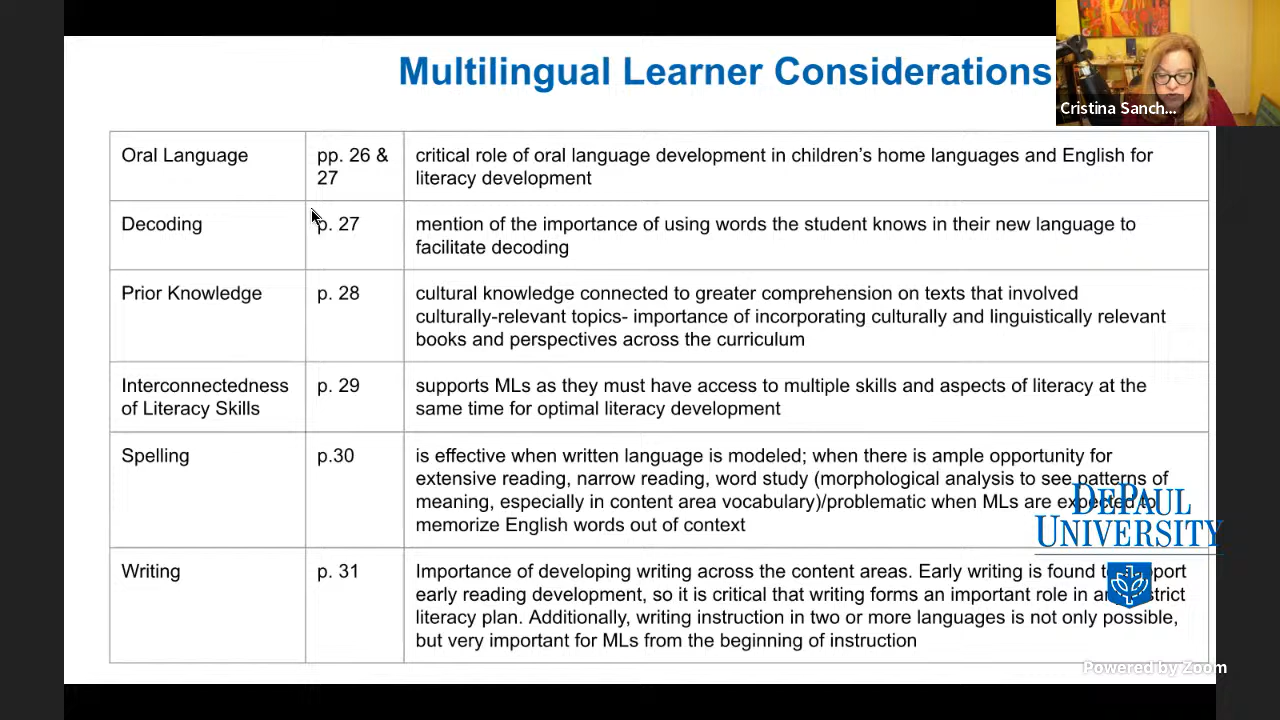 Multilingual Learner Considerations
Cristina Sanch...
Oral Language
pp. 26 &
27
critical role of oral language development in children’s home languages and English for
literacy development
Decoding
p. 27
mention of the importance of using words the student knows in their new language to
facilitate decoding
Prior Knowledge
p. 28
cultural knowledge connected to greater comprehension on texts that involved
culturally-relevant topics- importance of incorporating culturally and linguistically relevant
books and perspectives across the curriculum
Interconnectedness
of Literacy Skills
p. 29
supports MLs as they must have access to multiple skills and aspects of literacy at the
same time for optimal literacy development
Spelling
p.30
is effective when written language is modeled; when there is ample opportunity for
extensive reading, narrow reading, word study (morphological analysis to see patterns of
meaning, especially in content area vocabulary)/problematic when MLs are expected to
memorize English words out of context
DEPAUL
UNIVERSITY
Writing
p. 31
Importance of developing writing across the content areas. Early writing is found
early reading development, so it is critical that writing forms an important role in
literacy plan. Additionally, writing instruction in two or more languages is not only possible,
but very important for MLs from the beginning of instruction
Powered by Zoom